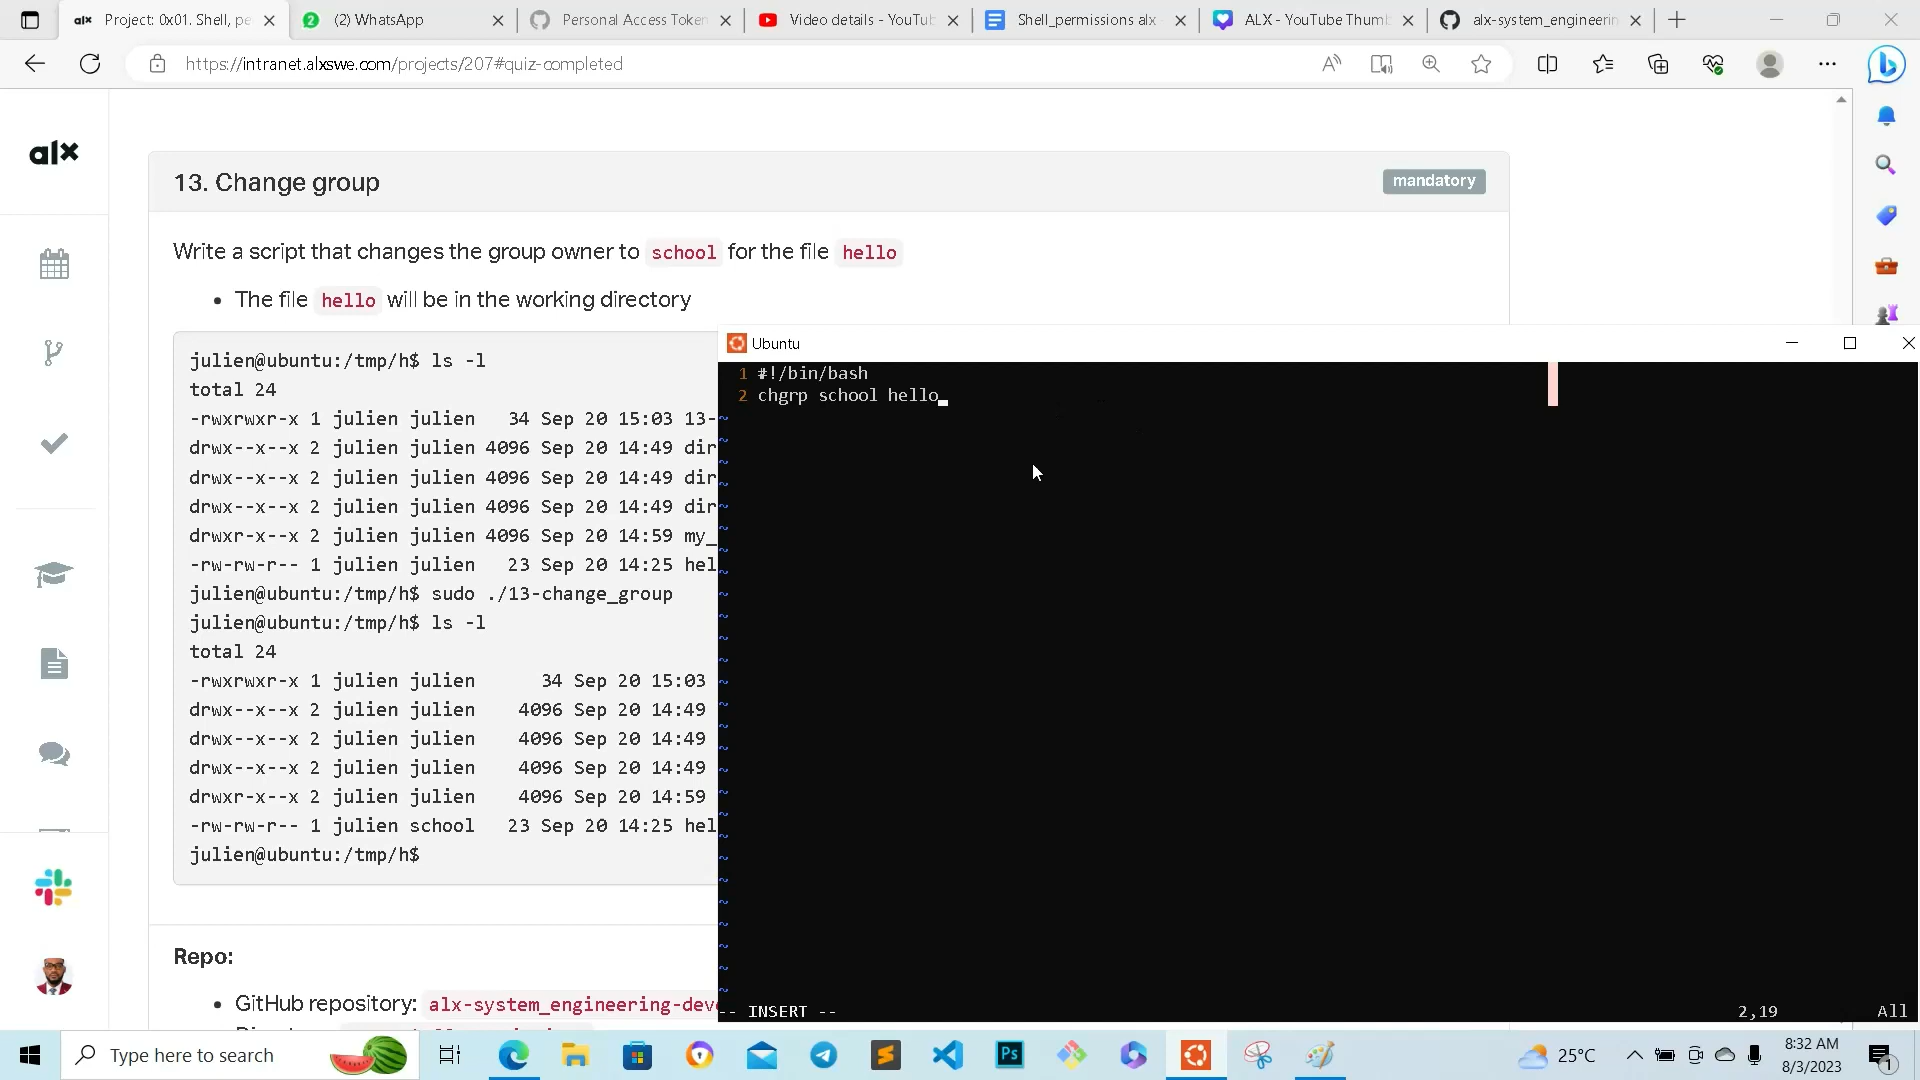 Project: 0x01. Shell, pe
(2) WhatsApp
Personal Access Token
Video details - YouTub
Shell_permissions alx -
ALX - YouTube Thumb
alx-system_engineerin
https://intranet.alxswe.com/projects/207#quiz-completed
alx
13. Change group
mandatory
Write a script that changes the group owner to school for the file hello
The file hello will be in the working directory
julien@ubuntu:/tmp/h$ ls -l
total 24
-rwxrwxr-x 1 julien julien   34 Sep 20 15:03 13-
drwx--x--x 2 julien julien 4096 Sep 20 14:49 dir
drwx--x--x 2 julien julien 4096 Sep 20 14:49 dir
drwx--x--x 2 julien julien 4096 Sep 20 14:49 dir
drwxr-x--x 2 julien julien 4096 Sep 20 14:59 my_
-rw-rw-r-- 1 julien julien   23 Sep 20 14:25 hel
julien@ubuntu:/tmp/h$ sudo ./13-change_group
julien@ubuntu:/tmp/h$ ls -l
total 24
-rwxrwxr-x 1 julien julien      34 Sep 20 15:03
drwx--x--x 2 julien julien    4096 Sep 20 14:49
drwx--x--x 2 julien julien    4096 Sep 20 14:49
drwx--x--x 2 julien julien    4096 Sep 20 14:49
drwxr-x--x 2 julien julien    4096 Sep 20 14:59
-rw-rw-r-- 1 julien school   23 Sep 20 14:25 hel
julien@ubuntu:/tmp/h$
Repo:
GitHub repository: alx-system_engineering-dev
Ubuntu
1 #!/bin/bash
2 chgrp school hello
-- INSERT --
2,19
All
Type here to search
25°C
8:32 AM
8/3/2023
1